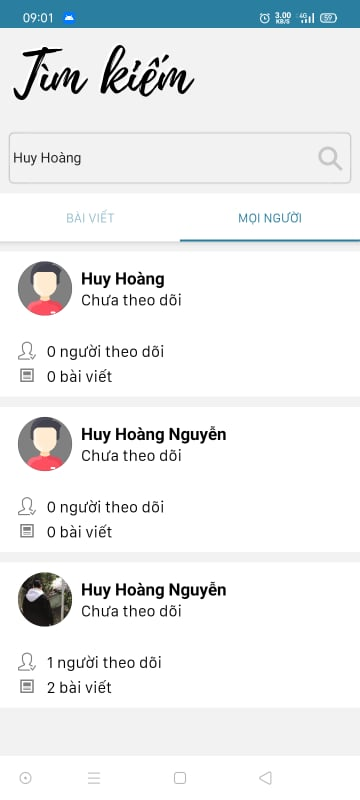 09:01
3.00
KB/S
4G
59
Tìm kiếm
Huy Hoàng
BÀI VIẾT
MỌI NGƯỜI
Huy Hoàng
Chưa theo dõi
0 người theo dõi
0 bài viết
Huy Hoàng Nguyễn
Chưa theo dõi
0 người theo dõi
0 bài viết
Huy Hoàng Nguyễn
Chưa theo dõi
1 người theo dõi
2 bài viết